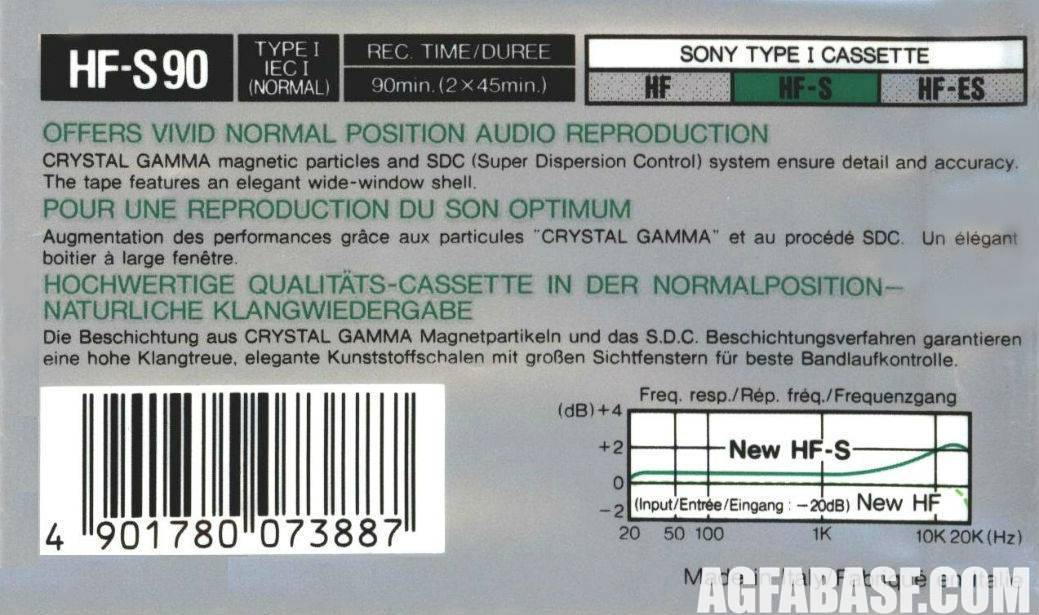 HF-S90
TYPE I
IEC I
(NORMAL)
REC. TIME/DUREE
90min. (2×45min.)
SONY TYPE I CASSETTE
HF HF-S HF-ES
OFFERS VIVID NORMAL POSITION AUDIO REPRODUCTION
CRYSTAL GAMMA magnetic particles and SDC (Super Dispersion Control) system ensure detail and accuracy.
The tape features an elegant wide-window shell.
POUR UNE REPRODUCTION DU SON OPTIMUM
Augmentation des performances grâce aux particules "CRYSTAL GAMMA" et au procédé SDC. Un élégant
boitier à large fenêtre.
HOCHWERTIGE QUALITÄTS-CASSETTE IN DER NORMALPOSITION—
NATURLICHE KLANGWIEDERGABE
Die Beschichtung aus CRYSTAL GAMMA Magnetpartikeln und das S.D.C. Beschichtungsverfahren garantieren
eine hohe Klangtreue, elegante Kunststoffschalen mit großen Sichtfenstern für beste Bandlaufkontrolle.
4 901780 073887
Freq. resp./Rép. fréq./Frequenzgang
(dB) +4
+2
New HF-S
0
(Input/Entrée/Eingang : −20dB) New HF
−2
20 50 100 1K 10K 20K (Hz)
Made in Italy/Fabriqué en Italie
AGFABASF.COM